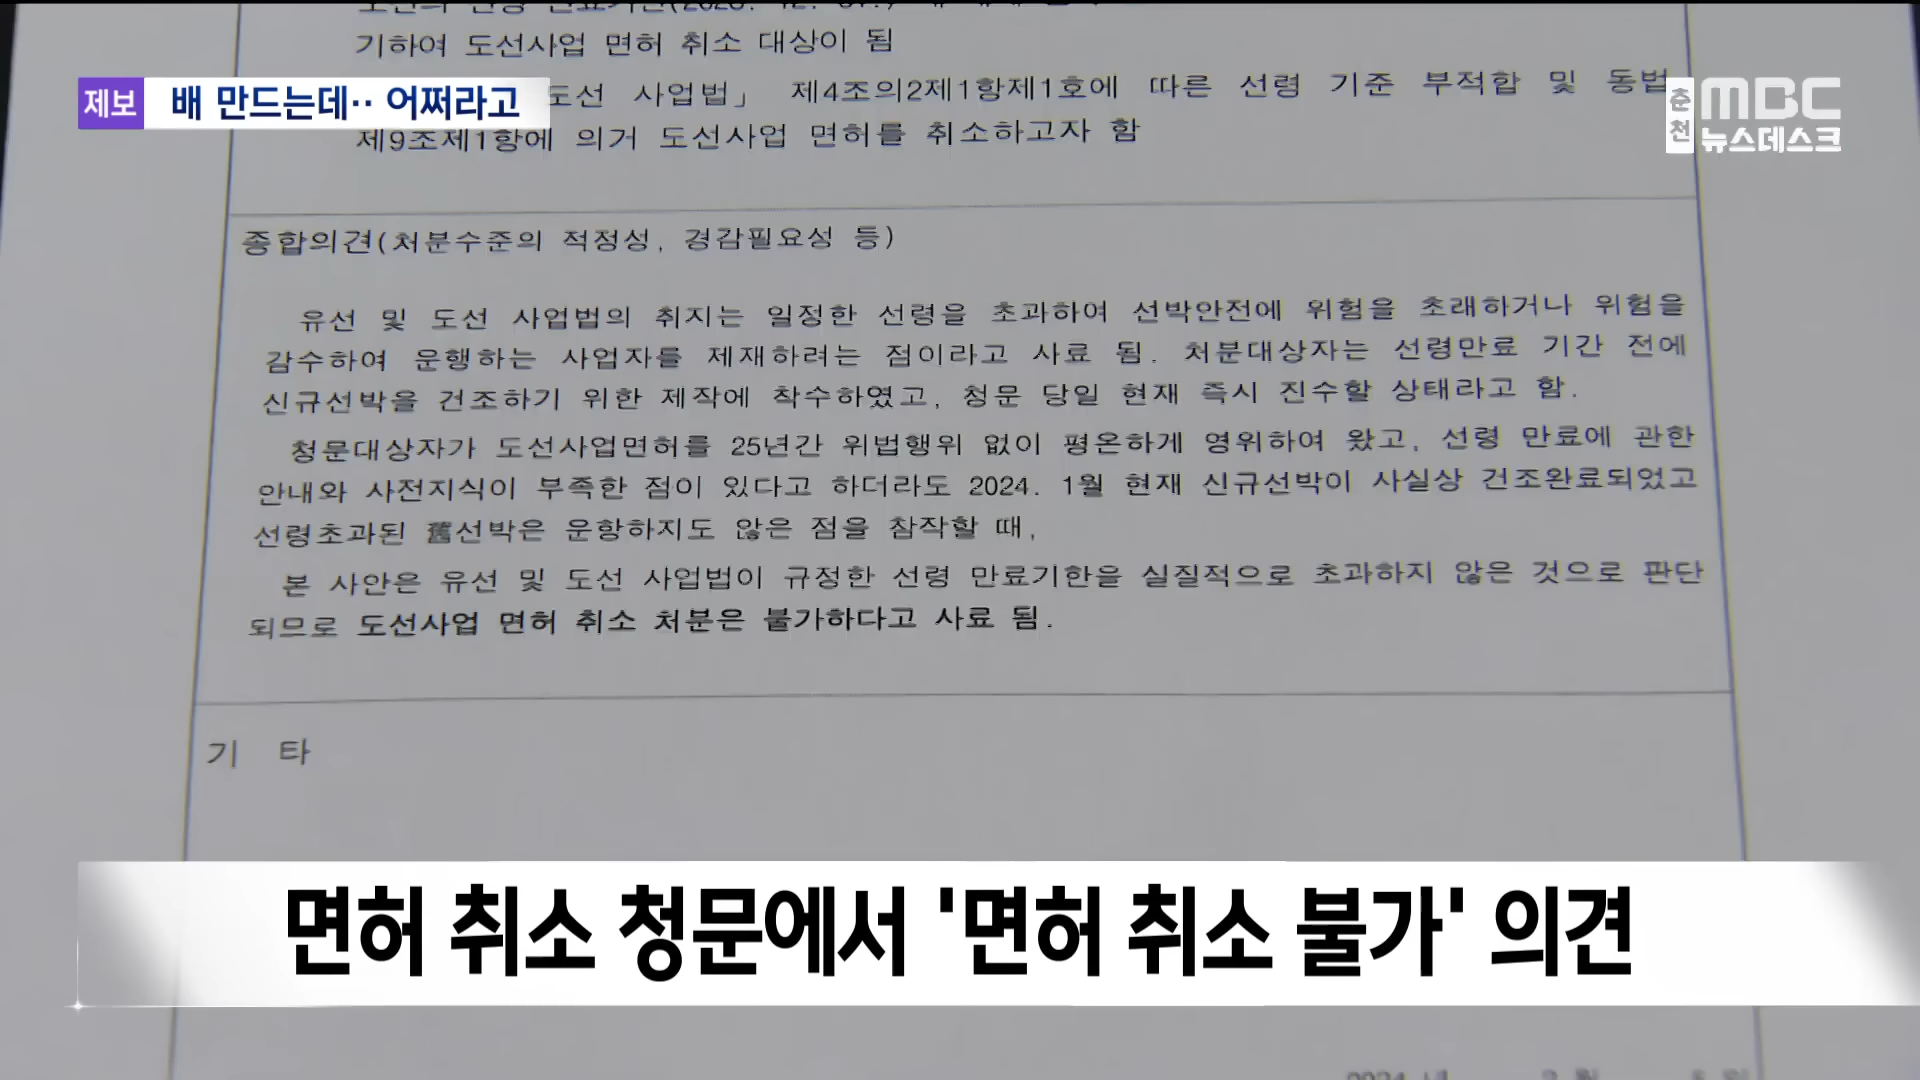 기하여 도선사업 면허 취소 대상이 됨
제보 배 만드는데·· 어쩌라고
도선 사업법」 제4조의2제1항제1호에 따른 선령 기준 부적합 및 동법
춘천 MBC
뉴스데스크
제9조제1항에 의거 도선사업 면허를 취소하고자 함
종합의견(처분수준의 적정성, 경감필요성 등)
유선 및 도선 사업법의 취지는 일정한 선령을 초과하여 선박안전에 위험을 초래하거나 위험을
감수하여 운행하는 사업자를 제재하려는 점이라고 사료 됨. 처분대상자는 선령만료 기간 전에
신규선박을 건조하기 위한 제작에 착수하였고, 청문 당일 현재 즉시 진수할 상태라고 함.
청문대상자가 도선사업면허를 25년간 위법행위 없이 평온하게 영위하여 왔고, 선령 만료에 관한
안내와 사전지식이 부족한 점이 있다고 하더라도 2024. 1월 현재 신규선박이 사실상 건조완료되었고
선령초과된 舊선박은 운항하지도 않은 점을 참작할 때,
본 사안은 유선 및 도선 사업법이 규정한 선령 만료기한을 실질적으로 초과하지 않은 것으로 판단
되므로 도선사업 면허 취소 처분은 불가하다고 사료 됨.
기 타
면허 취소 청문에서 '면허 취소 불가' 의견